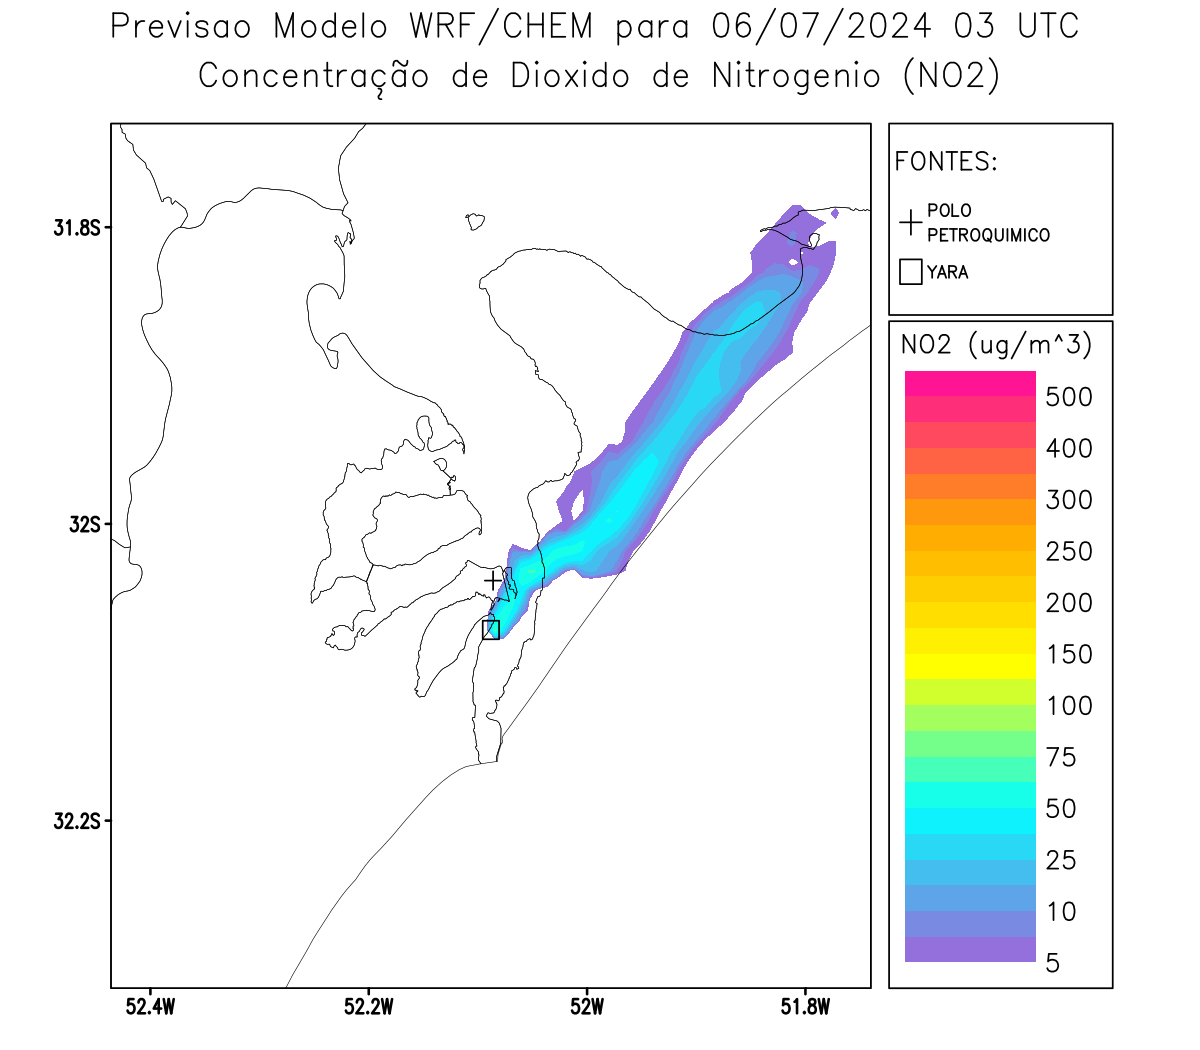 Previsao Modelo WRF/CHEM para 06/07/2024 03 UTC
Concentração de Dioxido de Nitrogenio (NO2)
FONTES:
POLO
PETROQUIMICO
YARA
NO2 (ug/m^3)
500
400
300
250
200
150
100
75
50
25
10
5
31.8S
32S
32.2S
52.4W
52.2W
52W
51.8W